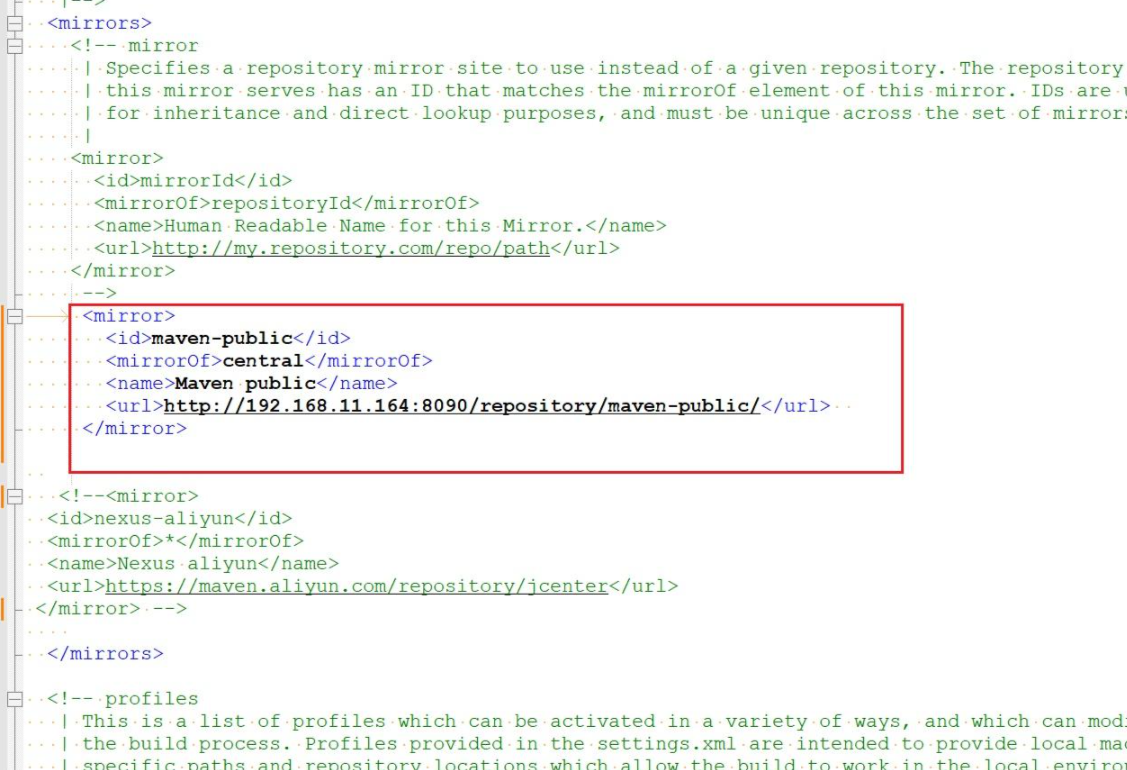 |-->
<mirrors>
<!-- mirror
| Specifies a repository mirror site to use instead of a given repository. The repository
| this mirror serves has an ID that matches the mirrorOf element of this mirror. IDs are
| for inheritance and direct lookup purposes, and must be unique across the set of mirrors
|
<mirror>
<id>mirrorId</id>
<mirrorOf>repositoryId</mirrorOf>
<name>Human Readable Name for this Mirror.</name>
<url>http://my.repository.com/repo/path</url>
</mirror>
-->
<mirror>
<id>maven-public</id>
<mirrorOf>central</mirrorOf>
<name>Maven public</name>
<url>http://192.168.11.164:8090/repository/maven-public/</url>
</mirror>
<!--<mirror>
<id>nexus-aliyun</id>
<mirrorOf>*</mirrorOf>
<name>Nexus aliyun</name>
<url>https://maven.aliyun.com/repository/jcenter</url>
</mirror> -->
</mirrors>
<!-- profiles
| This is a list of profiles which can be activated in a variety of ways, and which can modi
| the build process. Profiles provided in the settings.xml are intended to provide local mac
| specific paths and repository locations which allow the build to work in the local environ